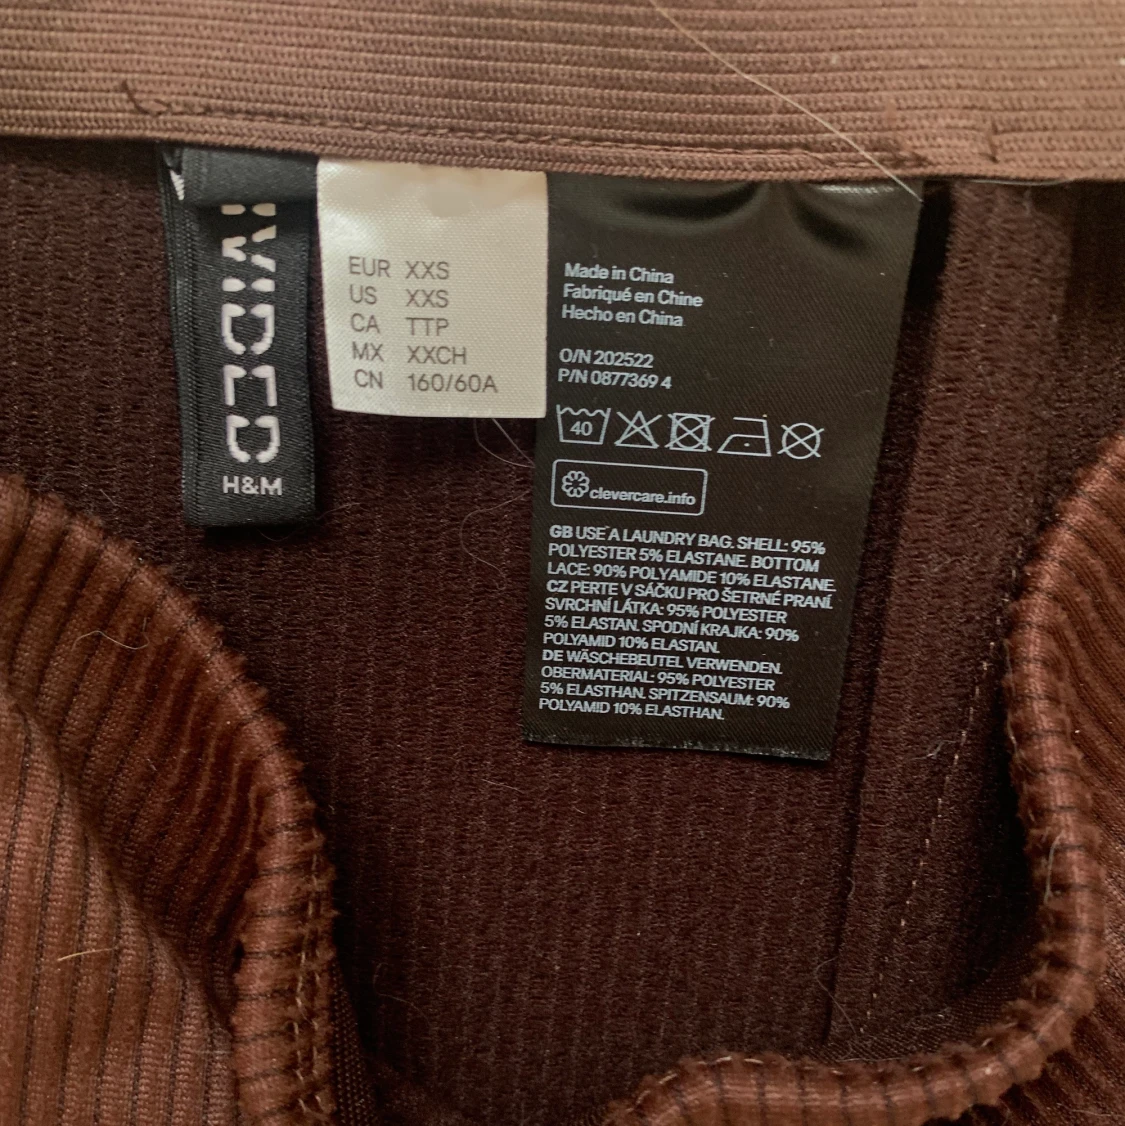 DIVIDED
H&M
EUR XXS
US XXS
CA TTP
MX XXCH
CN 160/60A
Made in China
Fabriqué en Chine
Hecho en China
O/N 202522
P/N 0877369 4
40
clevercare.info
GB USE A LAUNDRY BAG. SHELL: 95%
POLYESTER 5% ELASTANE. BOTTOM
LACE: 90% POLYAMIDE 10% ELASTANE.
CZ PERTE V SÁČKU PRO ŠETRNÉ PRANÍ.
SVRCHNÍ LÁTKA: 95% POLYESTER
5% ELASTAN. SPODNÍ KRAJKA: 90%
POLYAMID 10% ELASTAN.
DE WÄSCHEBEUTEL VERWENDEN.
OBERMATERIAL: 95% POLYESTER
5% ELASTHAN. SPITZENSAUM: 90%
POLYAMID 10% ELASTHAN.